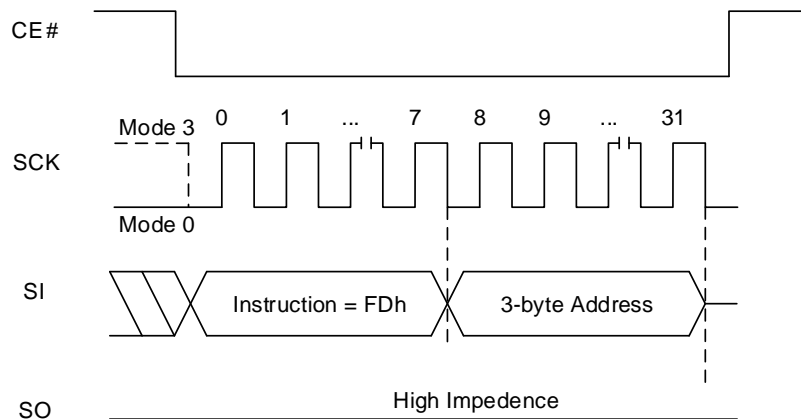 CE#
0 1 ... 7 8 9 ... 31
Mode 3
SCK
Mode 0
SI
Instruction = FDh
3-byte Address
High Impedence
SO